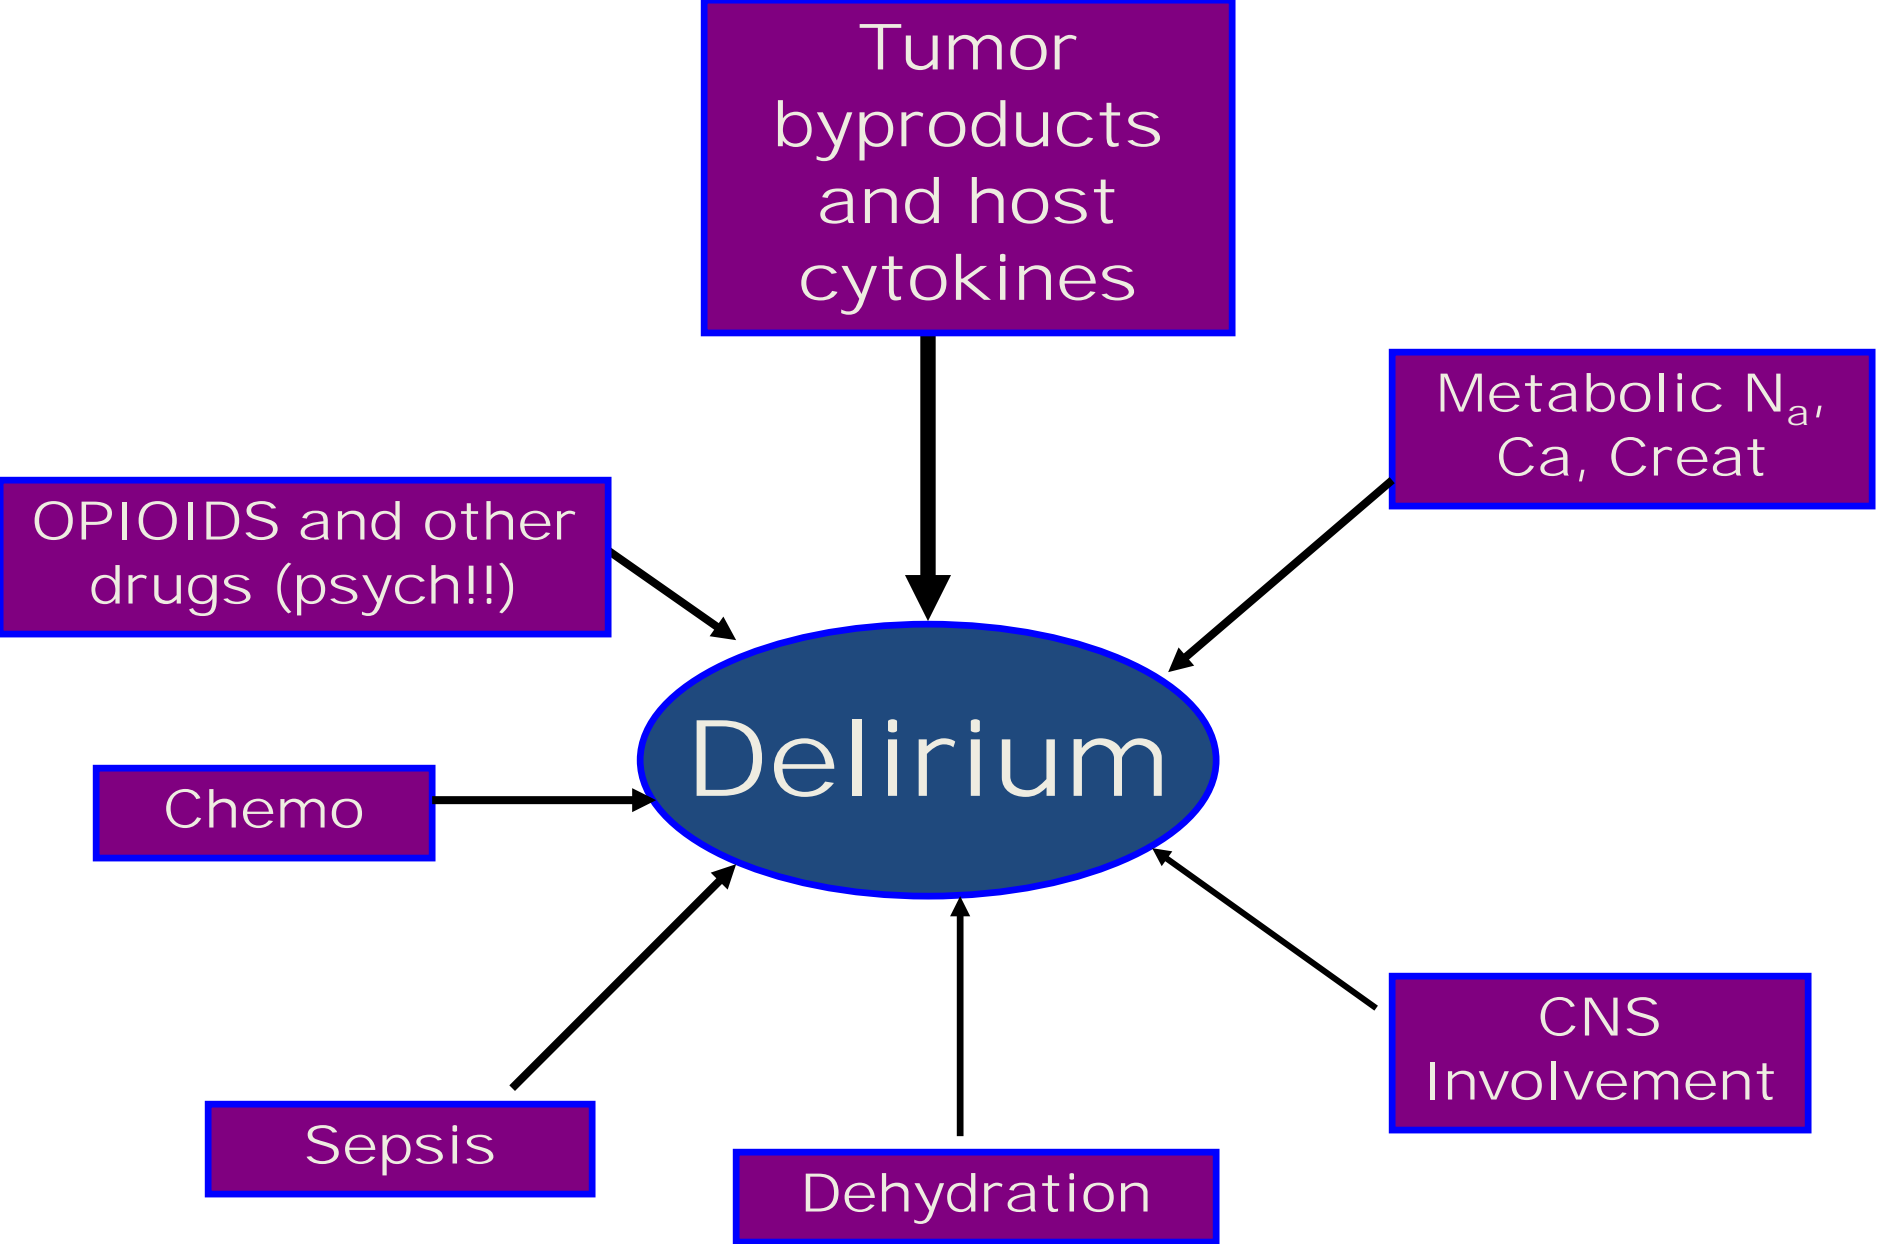 Tumor
byproducts
and host
cytokines
Metabolic Na,
Ca, Creat
OPIOIDS and other
drugs (psych!!)
Delirium
Chemo
CNS
Involvement
Sepsis
Dehydration